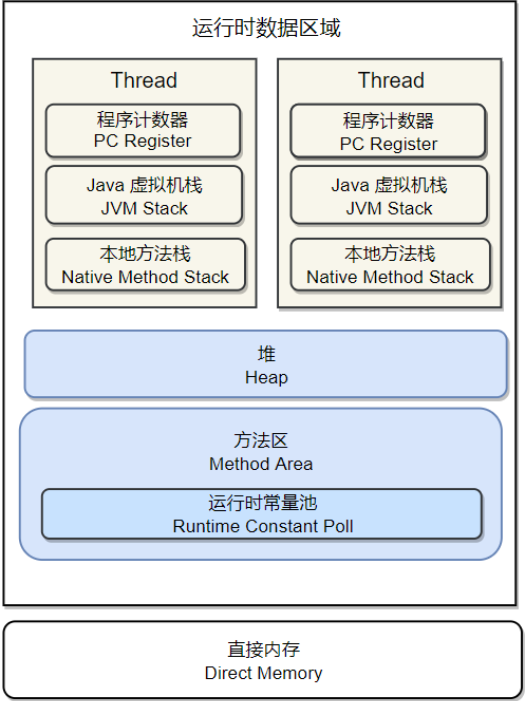 运行时数据区域
Thread
程序计数器
PC Register
Java 虚拟机栈
JVM Stack
本地方法栈
Native Method Stack
Thread
程序计数器
PC Register
Java 虚拟机栈
JVM Stack
本地方法栈
Native Method Stack
堆
Heap
方法区
Method Area
运行时常量池
Runtime Constant Poll
直接内存
Direct Memory